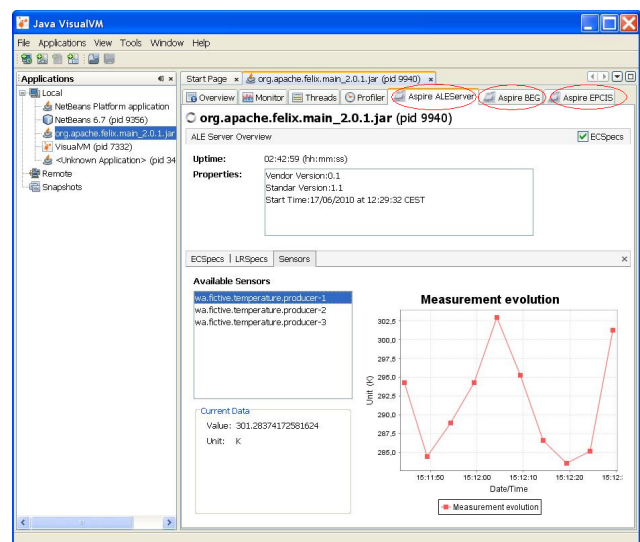 Java VisualVM
File Applications View Tools Window Help
Applications
Local
NetBeans Platform application
NetBeans 6.7 (pid 9356)
org.apache.felix.main_2.0.1.jar
VisualVM (pid 7332)
<Unknown Application> (pid 34
Remote
Snapshots
Start Page org.apache.felix.main_2.0.1.jar (pid 9940)
Overview Monitor Threads Profiler Aspire ALEServer Aspire BEG Aspire EPCIS
org.apache.felix.main_2.0.1.jar (pid 9940)
ALE Server Overview ECSpecs
Uptime: 02:42:59 (hh:mm:ss)
Properties: Vendor Version:0.1
Standar Version:1.1
Start Time:17/06/2010 at 12:29:32 CEST
ECSpecs LRSpecs Sensors
Available Sensors
wa.fictive.temperature.producer-1
wa.fictive.temperature.producer-2
wa.fictive.temperature.producer-3
Current Data
Value: 301.28374172581624
Unit: K
Measurement evolution
302,5
300,0
297,5
295,0
292,5
290,0
287,5
285,0
Unit (K)
15:11:50 15:12:00 15:12:10 15:12:20 15:12:
Date/Time
Measurement evolution